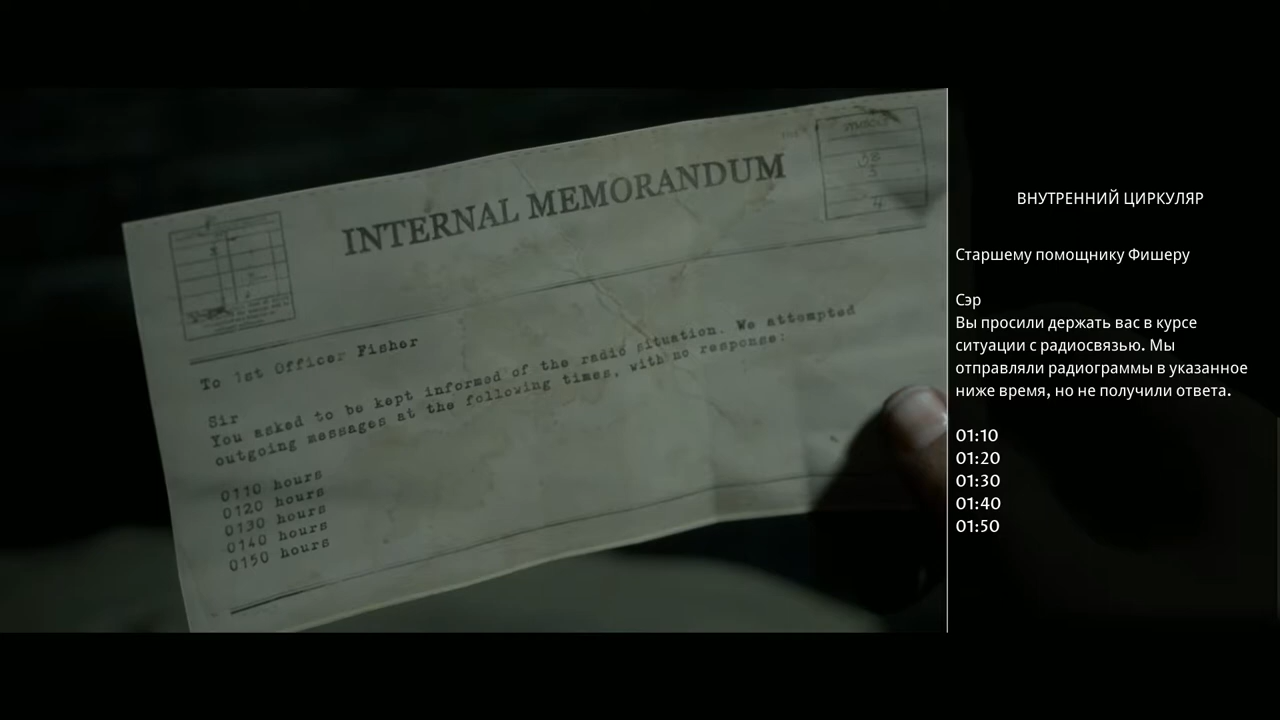 INTERNAL MEMORANDUM
To 1st Officer Fisher
Sir
You asked to be kept informed of the radio situation. We attempted
outgoing messages at the following times, with no response:
0110 hours
0120 hours
0130 hours
0140 hours
0150 hours
ВНУТРЕННИЙ ЦИРКУЛЯР
Старшему помощнику Фишеру
Сэр
Вы просили держать вас в курсе
ситуации с радиосвязью. Мы
отправляли радиограммы в указанное
ниже время, но не получили ответа.
01:10
01:20
01:30
01:40
01:50